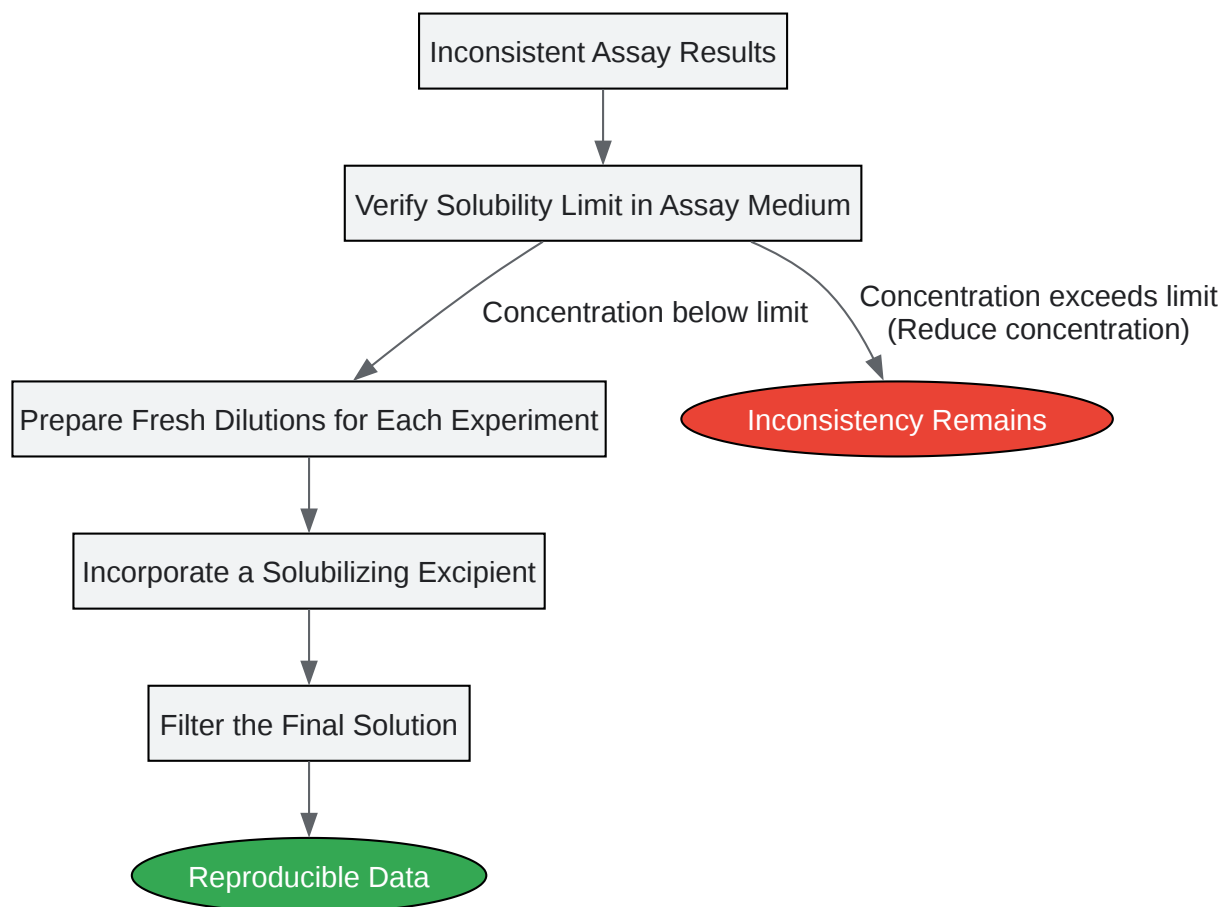 Inconsistent Assay Results
Verify Solubility Limit in Assay Medium
Concentration below limit
Concentration exceeds limit
(Reduce concentration)
Prepare Fresh Dilutions for Each Experiment
Inconsistency Remains
Incorporate a Solubilizing Excipient
Filter the Final Solution
Reproducible Data